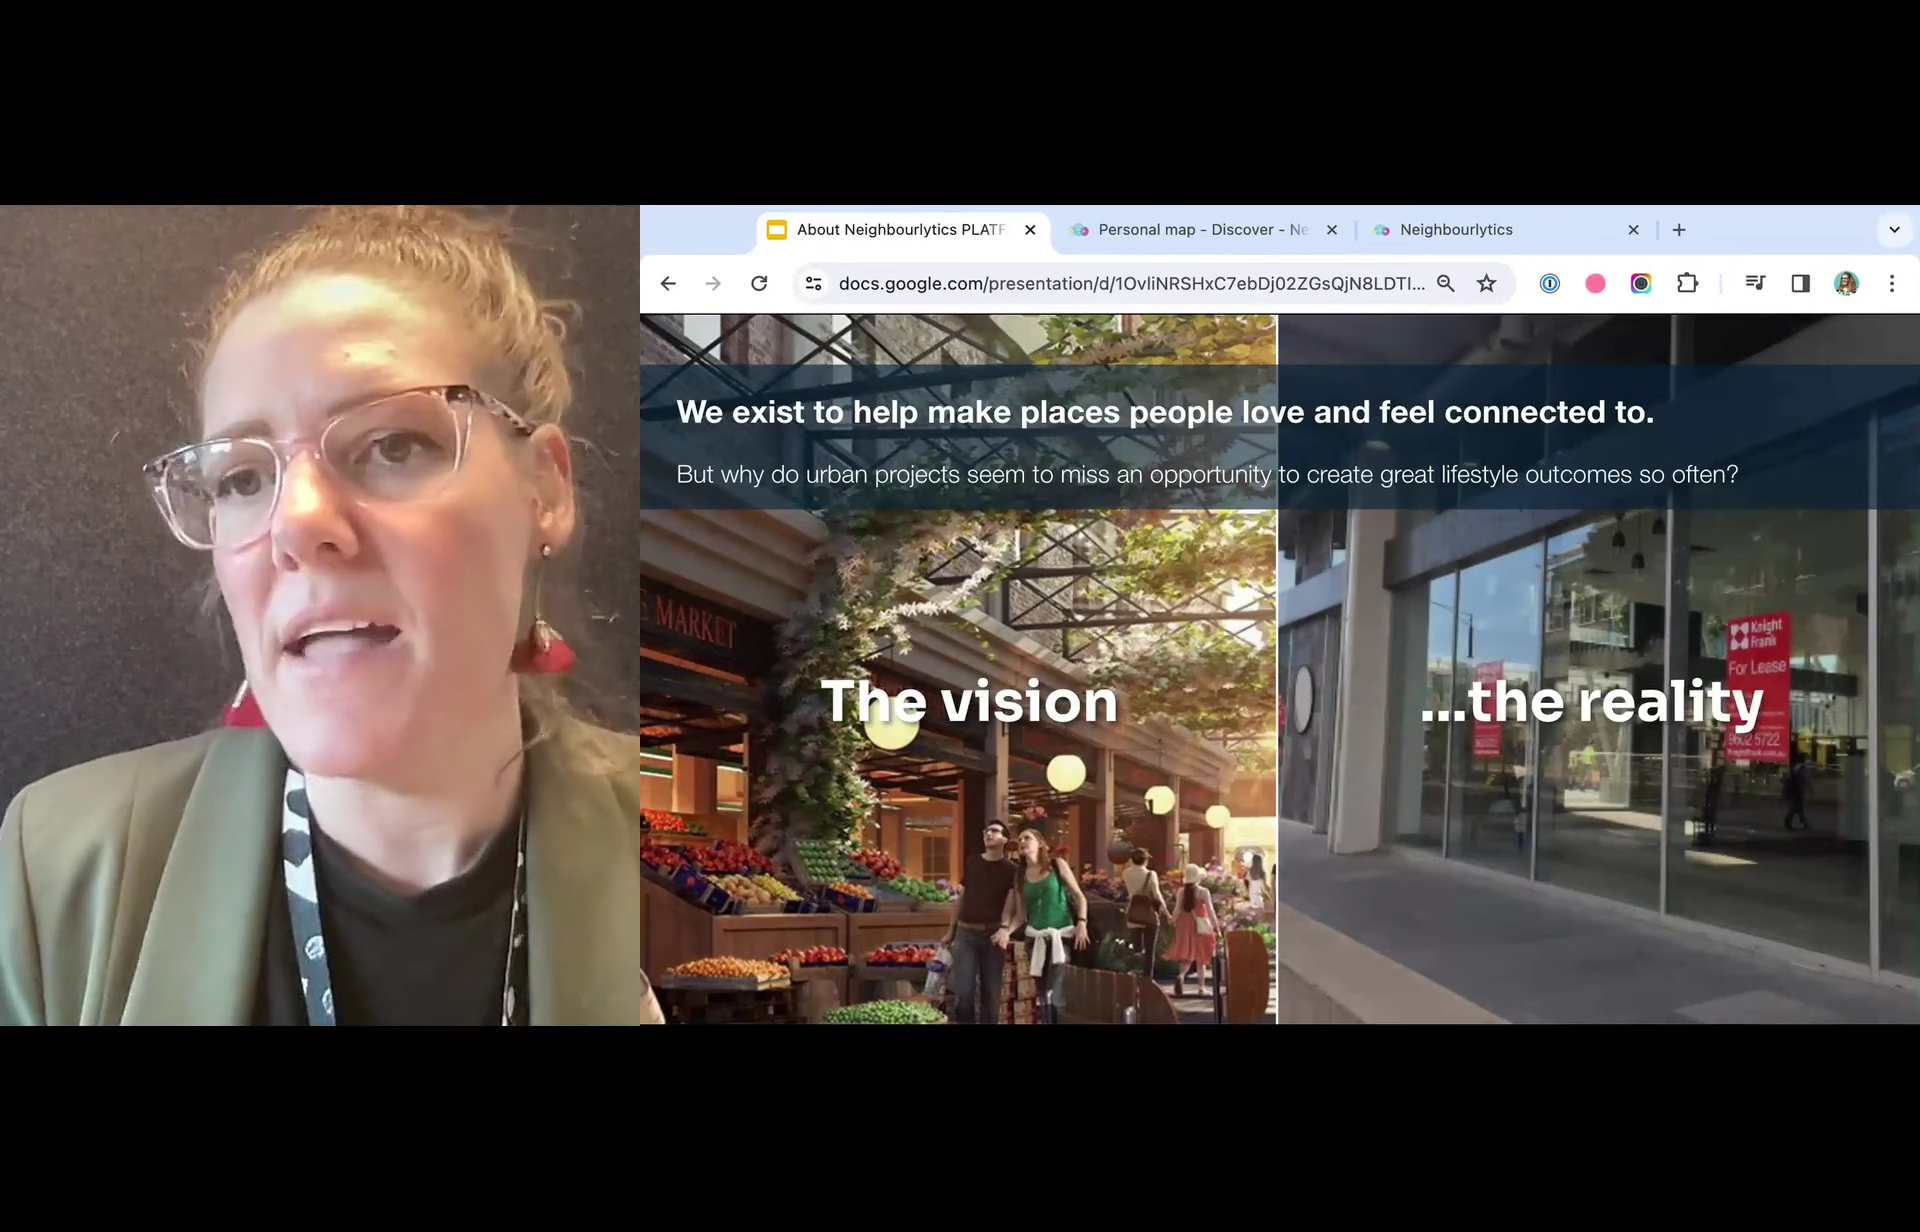 About Neighbourlytics PLATF
Personal map - Discover - Ne
Neighbourlytics
docs.google.com/presentation/d/1OvliNRSHxC7ebDj02ZGsQjN8LDTI...
We exist to help make places people love and feel connected to.
But why do urban projects seem to miss an opportunity to create great lifestyle outcomes so often?
E MARKET
The vision
...the reality
Knight
Frank
For Lease
9602 5722